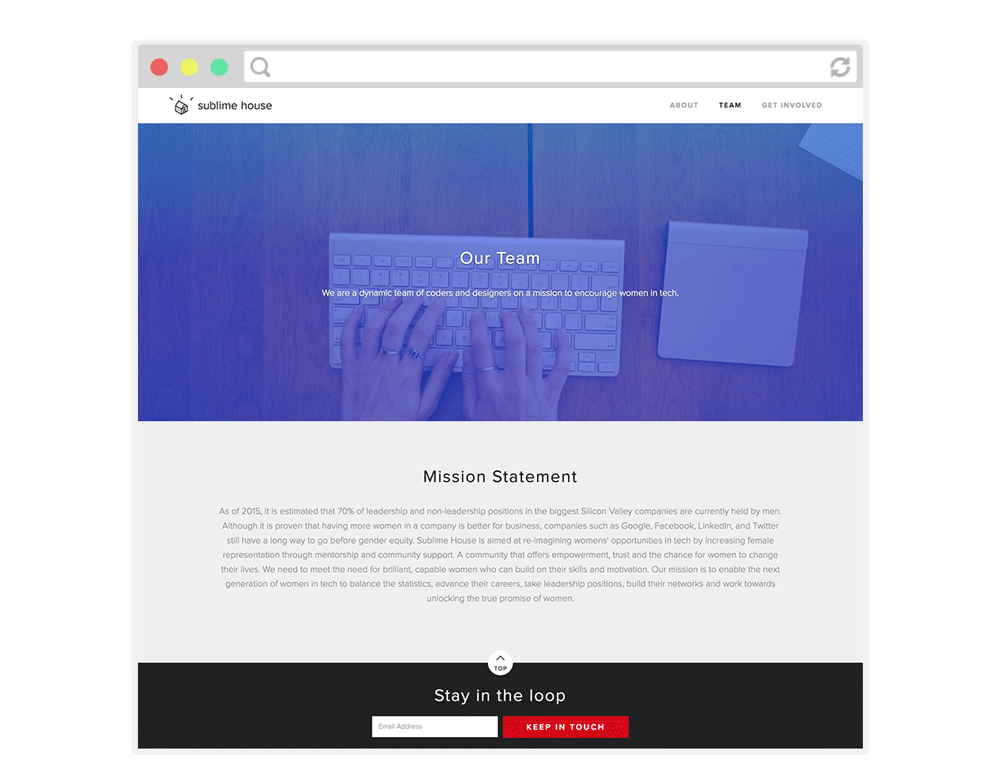 sublime house
ABOUT TEAM GET INVOLVED
Our Team
We are a dynamic team of coders and designers on a mission to encourage women in tech.
Mission Statement
As of 2015, it is estimated that 70% of leadership and non-leadership positions in the biggest Silicon Valley companies are currently held by men.
Although it is proven that having more women in a company is better for business, companies such as Google, Facebook, LinkedIn, and Twitter
still have a long way to go before gender equity. Sublime House is aimed at re-imagining womens' opportunities in tech by increasing female
representation through mentorship and community support. A community that offers empowerment, trust and the chance for women to change
their lives. We need to meet the need for brilliant, capable women who can build on their skills and motivation. Our mission is to enable the next
generation of women in tech to balance the statistics, advance their careers, take leadership positions, build their networks and work towards
unlocking the true promise of women.
TOP
Stay in the loop
Email Address
KEEP IN TOUCH